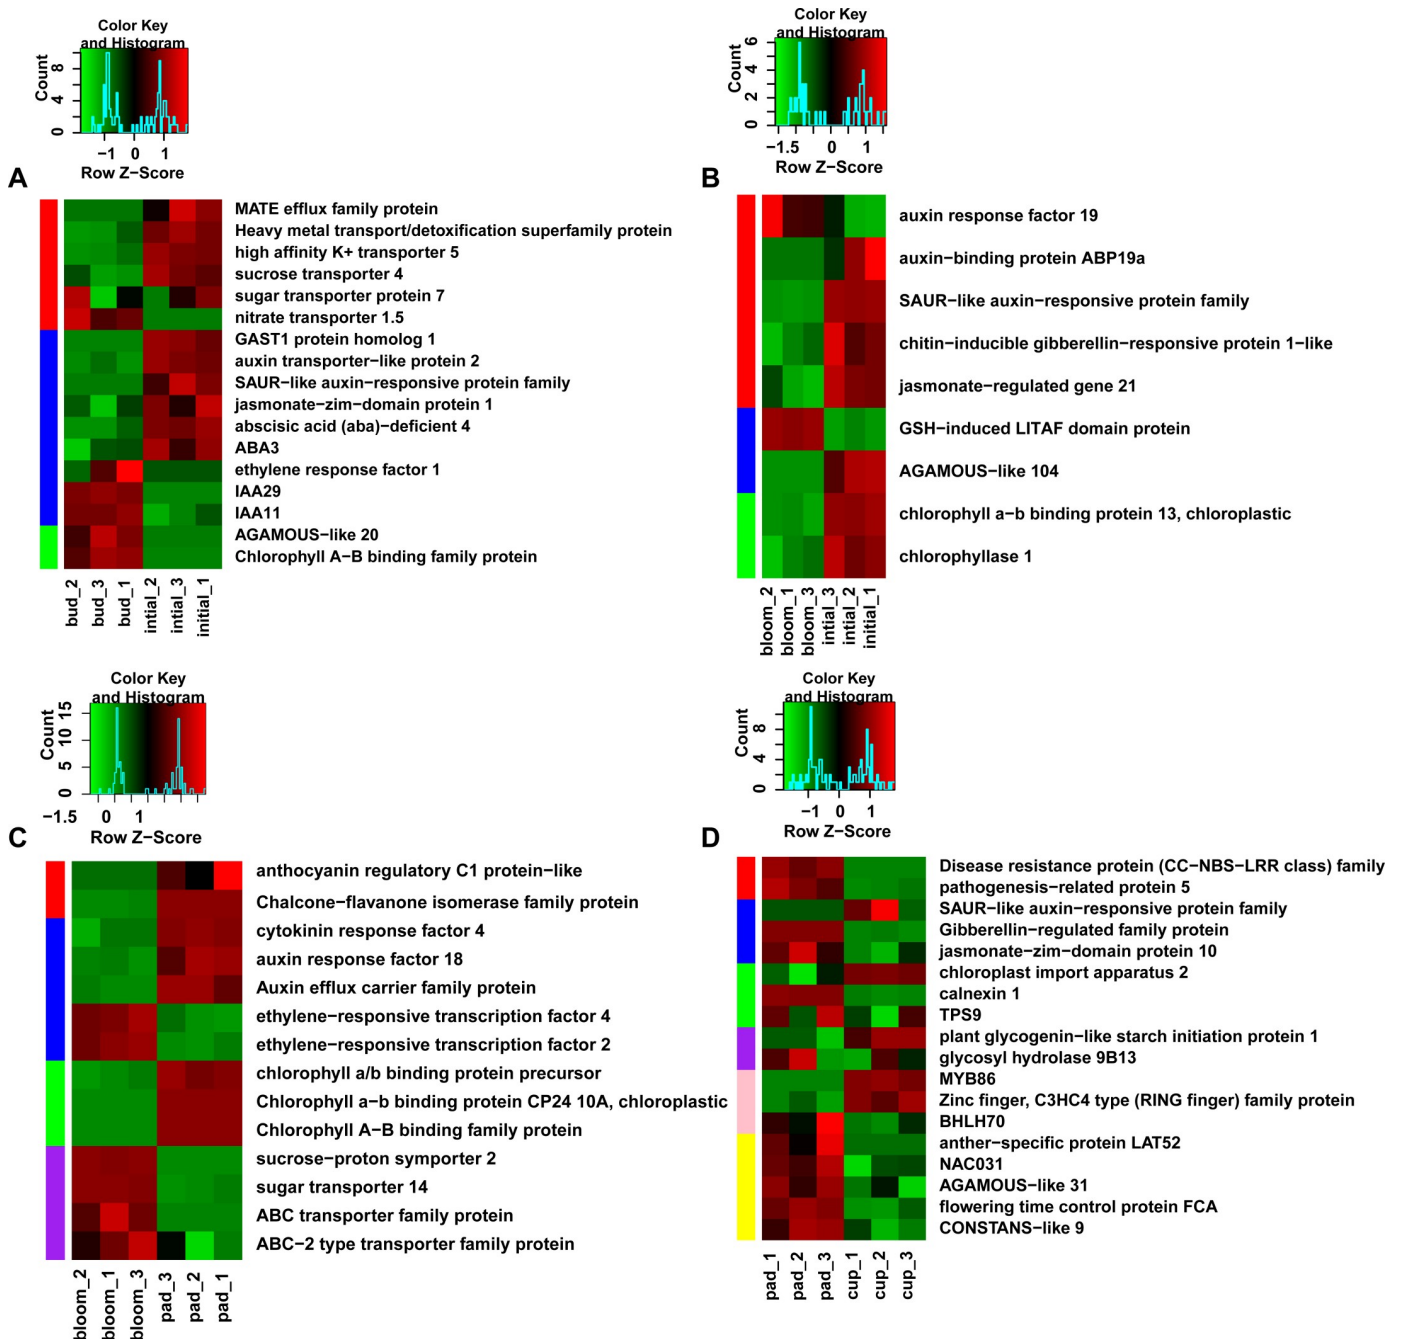 Color Key
and Histogram
Count
0 4 8
−1 0 1
Row Z−Score
A
MATE efflux family protein
Heavy metal transport/detoxification superfamily protein
high affinity K+ transporter 5
sucrose transporter 4
sugar transporter protein 7
nitrate transporter 1.5
GAST1 protein homolog 1
auxin transporter−like protein 2
SAUR−like auxin−responsive protein family
jasmonate−zim−domain protein 1
abscisic acid (aba)−deficient 4
ABA3
ethylene response factor 1
IAA29
IAA11
AGAMOUS−like 20
Chlorophyll A−B binding family protein
bud_2
bud_3
bud_1
intial_2
intial_3
initial_1
Color Key
and Histogram
Count
0 2 4 6
−1.5 0 1
Row Z−Score
B
auxin response factor 19
auxin−binding protein ABP19a
SAUR−like auxin−responsive protein family
chitin−inducible gibberellin−responsive protein 1−like
jasmonate−regulated gene 21
GSH−induced LITAF domain protein
AGAMOUS−like 104
chlorophyll a−b binding protein 13, chloroplastic
chlorophyllase 1
bloom_2
bloom_1
bloom_3
intial_3
intial_2
initial_1
Color Key
and Histogram
Count
0 5 10 15
−1.5 0 1
Row Z−Score
C
anthocyanin regulatory C1 protein−like
Chalcone−flavanone isomerase family protein
cytokinin response factor 4
auxin response factor 18
Auxin efflux carrier family protein
ethylene−responsive transcription factor 4
ethylene−responsive transcription factor 2
chlorophyll a/b binding protein precursor
Chlorophyll a−b binding protein CP24 10A, chloroplastic
Chlorophyll A−B binding family protein
sucrose−proton symporter 2
sugar transporter 14
ABC transporter family protein
ABC−2 type transporter family protein
bloom_2
bloom_1
bloom_3
pad_3
pad_2
pad_1
Color Key
and Histogram
Count
0 4 8
−1 0 1
Row Z−Score
D
Disease resistance protein (CC−NBS−LRR class) family
pathogenesis−related protein 5
SAUR−like auxin−responsive protein family
Gibberellin−regulated family protein
jasmonate−zim−domain protein 10
chloroplast import apparatus 2
calnexin 1
TPS9
plant glycogenin−like starch initiation protein 1
glycosyl hydrolase 9B13
MYB86
Zinc finger, C3HC4 type (RING finger) family protein
BHLH70
anther−specific protein LAT52
NAC031
AGAMOUS−like 31
flowering time control protein FCA
CONSTANS−like 9
pad_1
pad_2
pad_3
cup_1
cup_2
cup_3